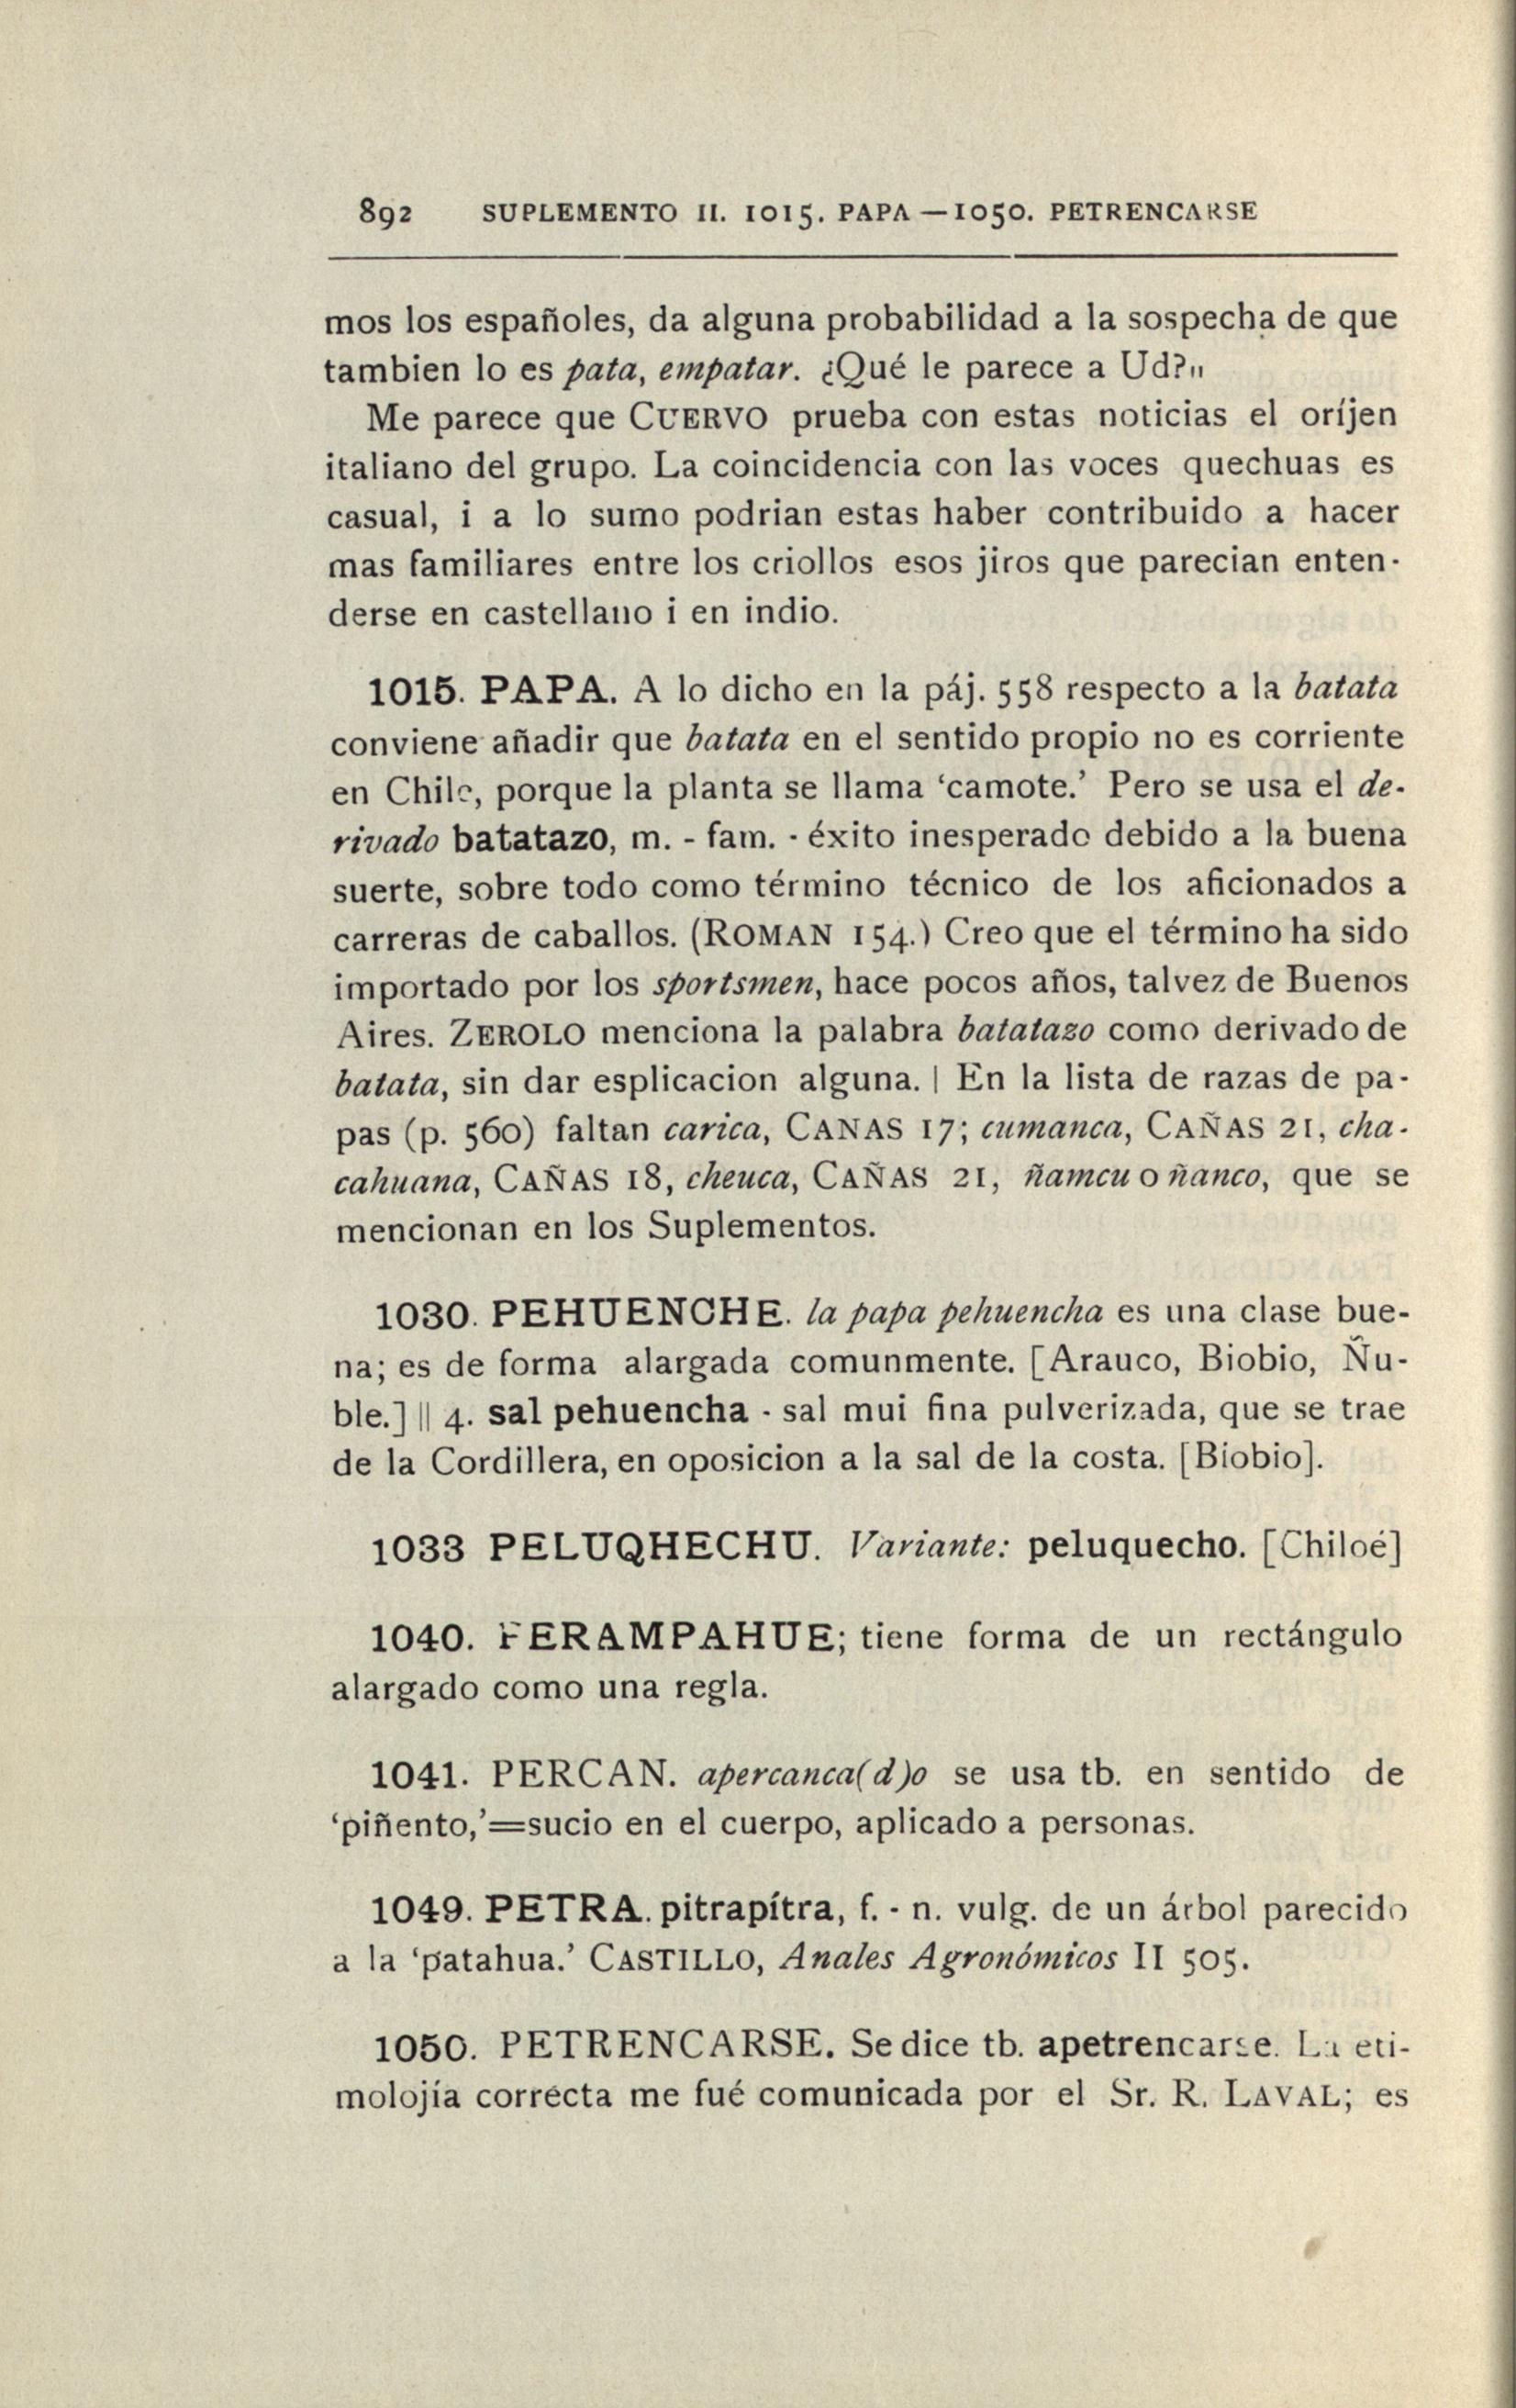 892 SUPLEMENTO II. 1015. PAPA — 1050. PETRENCARSE
mos los españoles, da alguna probabilidad a la sospecha de que
tambien lo es pata, empatar. ¿Qué le parece a Ud?"
Me parece que CUERVO prueba con estas noticias el oríjen
italiano del grupo. La coincidencia con las voces quechuas es
casual, i a lo sumo podrian estas haber contribuido a hacer
mas familiares entre los criollos esos jiros que parecian enten-
derse en castellano i en indio.
1015. PAPA. A lo dicho en la páj. 558 respecto a la batata
conviene añadir que batata en el sentido propio no es corriente
en Chile, porque la planta se llama ‘camote.’ Pero se usa el de-
rivado batatazo, m. - fam. - éxito inesperado debido a la buena
suerte, sobre todo como término técnico de los aficionados a
carreras de caballos. (ROMAN 154.) Creo que el término ha sido
importado por los sportsmen, hace pocos años, talvez de Buenos
Aires. ZEROLO menciona la palabra batatazo como derivado de
batata, sin dar esplicacion alguna. | En la lista de razas de pa-
pas (p. 560) faltan carica, CANAS 17; cumanca, CAÑAS 21, cha-
cahuana, CAÑAS 18, cheuca, CAÑAS 21, ñamcu o ñanco, que se
mencionan en los Suplementos.
1030. PEHUENCHE. la papa pehuencha es una clase bue-
na; es de forma alargada comunmente. [Arauco, Biobio, Ñu-
ble.] || 4. sal pehuencha - sal mui fina pulverizada, que se trae
de la Cordillera, en oposicion a la sal de la costa. [Biobio].
1033 PELUQHECHU. Variante: peluquecho. [Chiloé]
1040. PERAMPAHUE; tiene forma de un rectángulo
alargado como una regla.
1041. PERCAN. apercanca(d)o se usa tb. en sentido de
‘piñento,’=sucio en el cuerpo, aplicado a personas.
1049. PETRA. pitrapítra, f. - n. vulg. de un árbol parecido
a la ‘patahua.’ CASTILLO, Anales Agronómicos II 505.
1050. PETRENCARSE. Se dice tb. apetrencarse. La eti-
molojía correcta me fué comunicada por el Sr. R. LAVAL; es